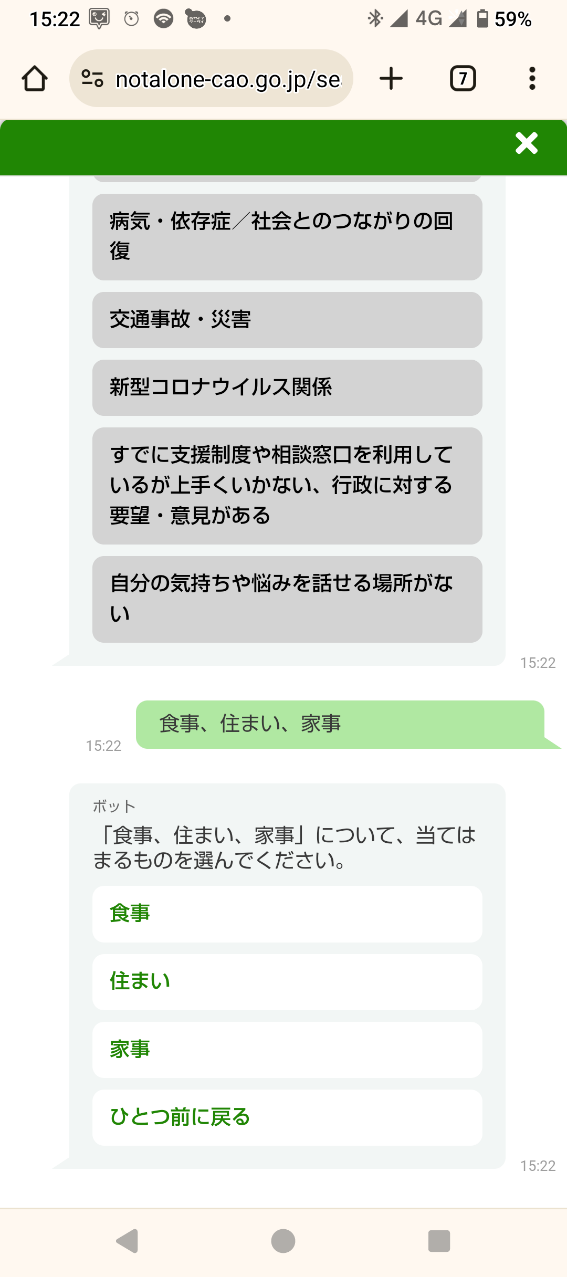 15:22
4G
59%
notalone-cao.go.jp/se
7
病気・依存症／社会とのつながりの回
復
交通事故・災害
新型コロナウイルス関係
すでに支援制度や相談窓口を利用して
いるが上手くいかない、行政に対する
要望・意見がある
自分の気持ちや悩みを話せる場所がな
い
15:22
食事、住まい、家事
15:22
ボット
「食事、住まい、家事」について、当ては
まるものを選んでください。
食事
住まい
家事
ひとつ前に戻る
15:22